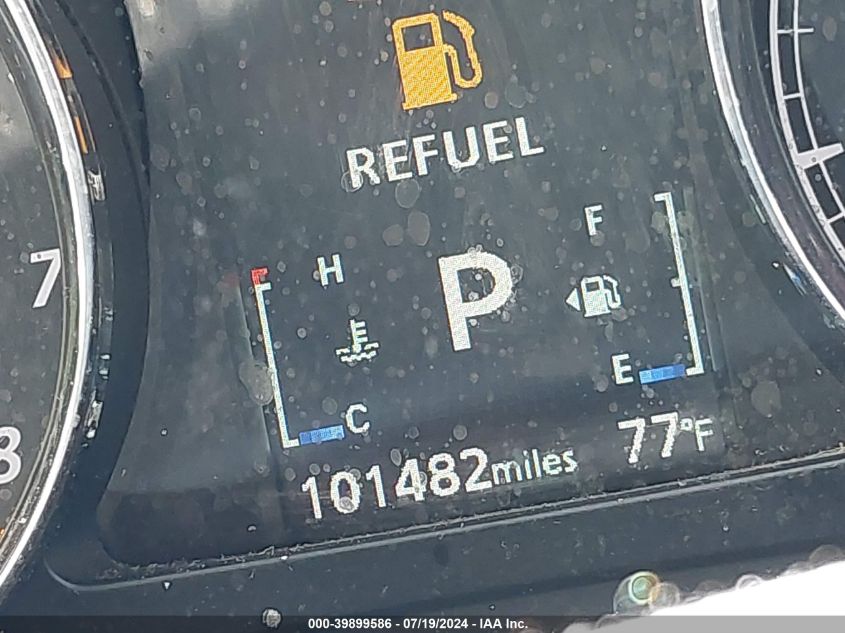 REFUEL
7
8
H
C
P
F
E
101482miles
77°F
000-39899586 - 07/19/2024 - IAA Inc.